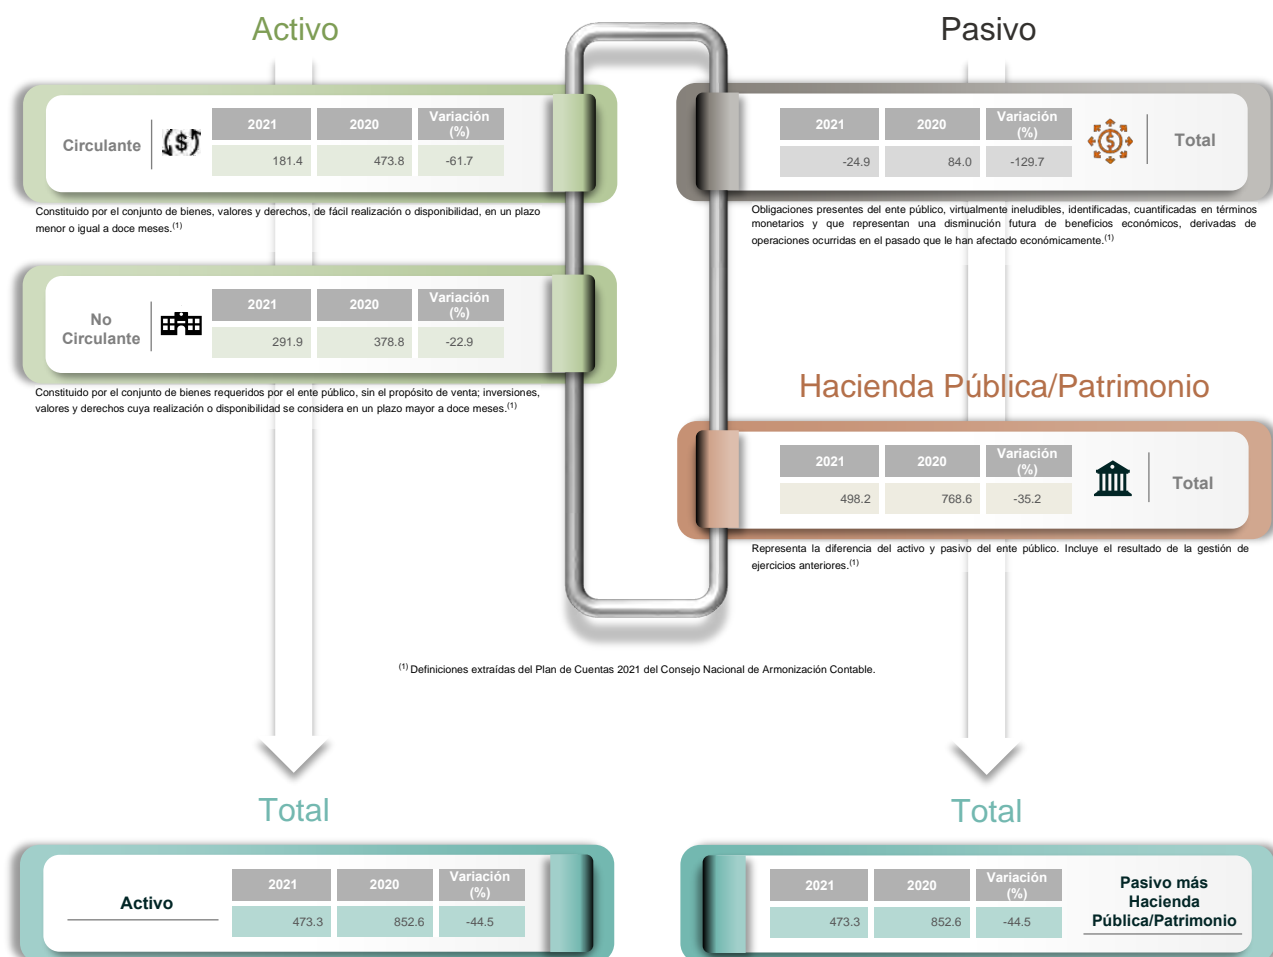 Activo
Circulante
2021 2020 Variación (%)
181.4 473.8 -61.7
Constituido por el conjunto de bienes, valores y derechos, de fácil realización o disponibilidad, en un plazo
menor o igual a doce meses.(1)
No
Circulante
2021 2020 Variación (%)
291.9 378.8 -22.9
Constituido por el conjunto de bienes requeridos por el ente público, sin el propósito de venta; inversiones,
valores y derechos cuya realización o disponibilidad se considera en un plazo mayor a doce meses.(1)
Pasivo
2021 2020 Variación (%)
-24.9 84.0 -129.7
Total
Obligaciones presentes del ente público, virtualmente ineludibles, identificadas, cuantificadas en términos
monetarios y que representan una disminución futura de beneficios económicos, derivadas de
operaciones ocurridas en el pasado que le han afectado económicamente.(1)
Hacienda Pública/Patrimonio
2021 2020 Variación (%)
498.2 768.6 -35.2
Total
Representa la diferencia del activo y pasivo del ente público. Incluye el resultado de la gestión de
ejercicios anteriores.(1)
(1) Definiciones extraídas del Plan de Cuentas 2021 del Consejo Nacional de Armonización Contable.
Total
Activo
2021 2020 Variación (%)
473.3 852.6 -44.5
Total
2021 2020 Variación (%)
473.3 852.6 -44.5
Pasivo más
Hacienda
Pública/Patrimonio